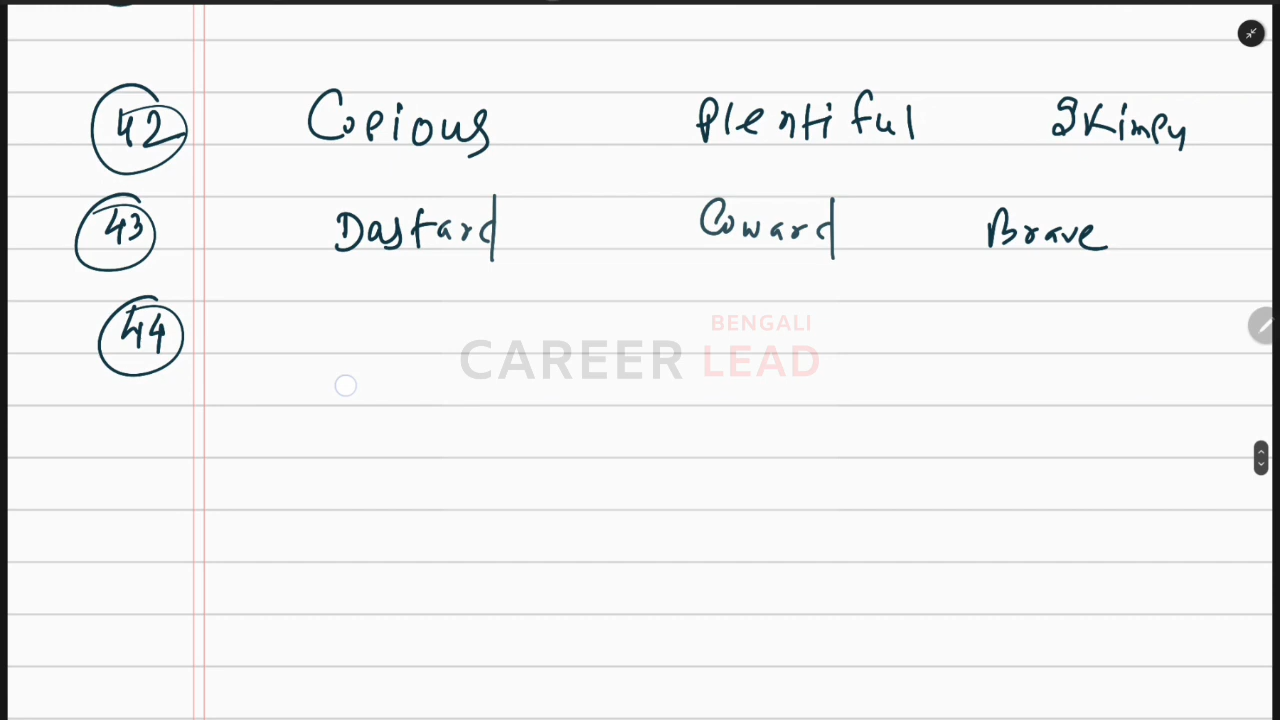 42 Copious Plentiful Skimpy
43 Dastard Coward Brave
44
BENGALI
CAREER LEAD